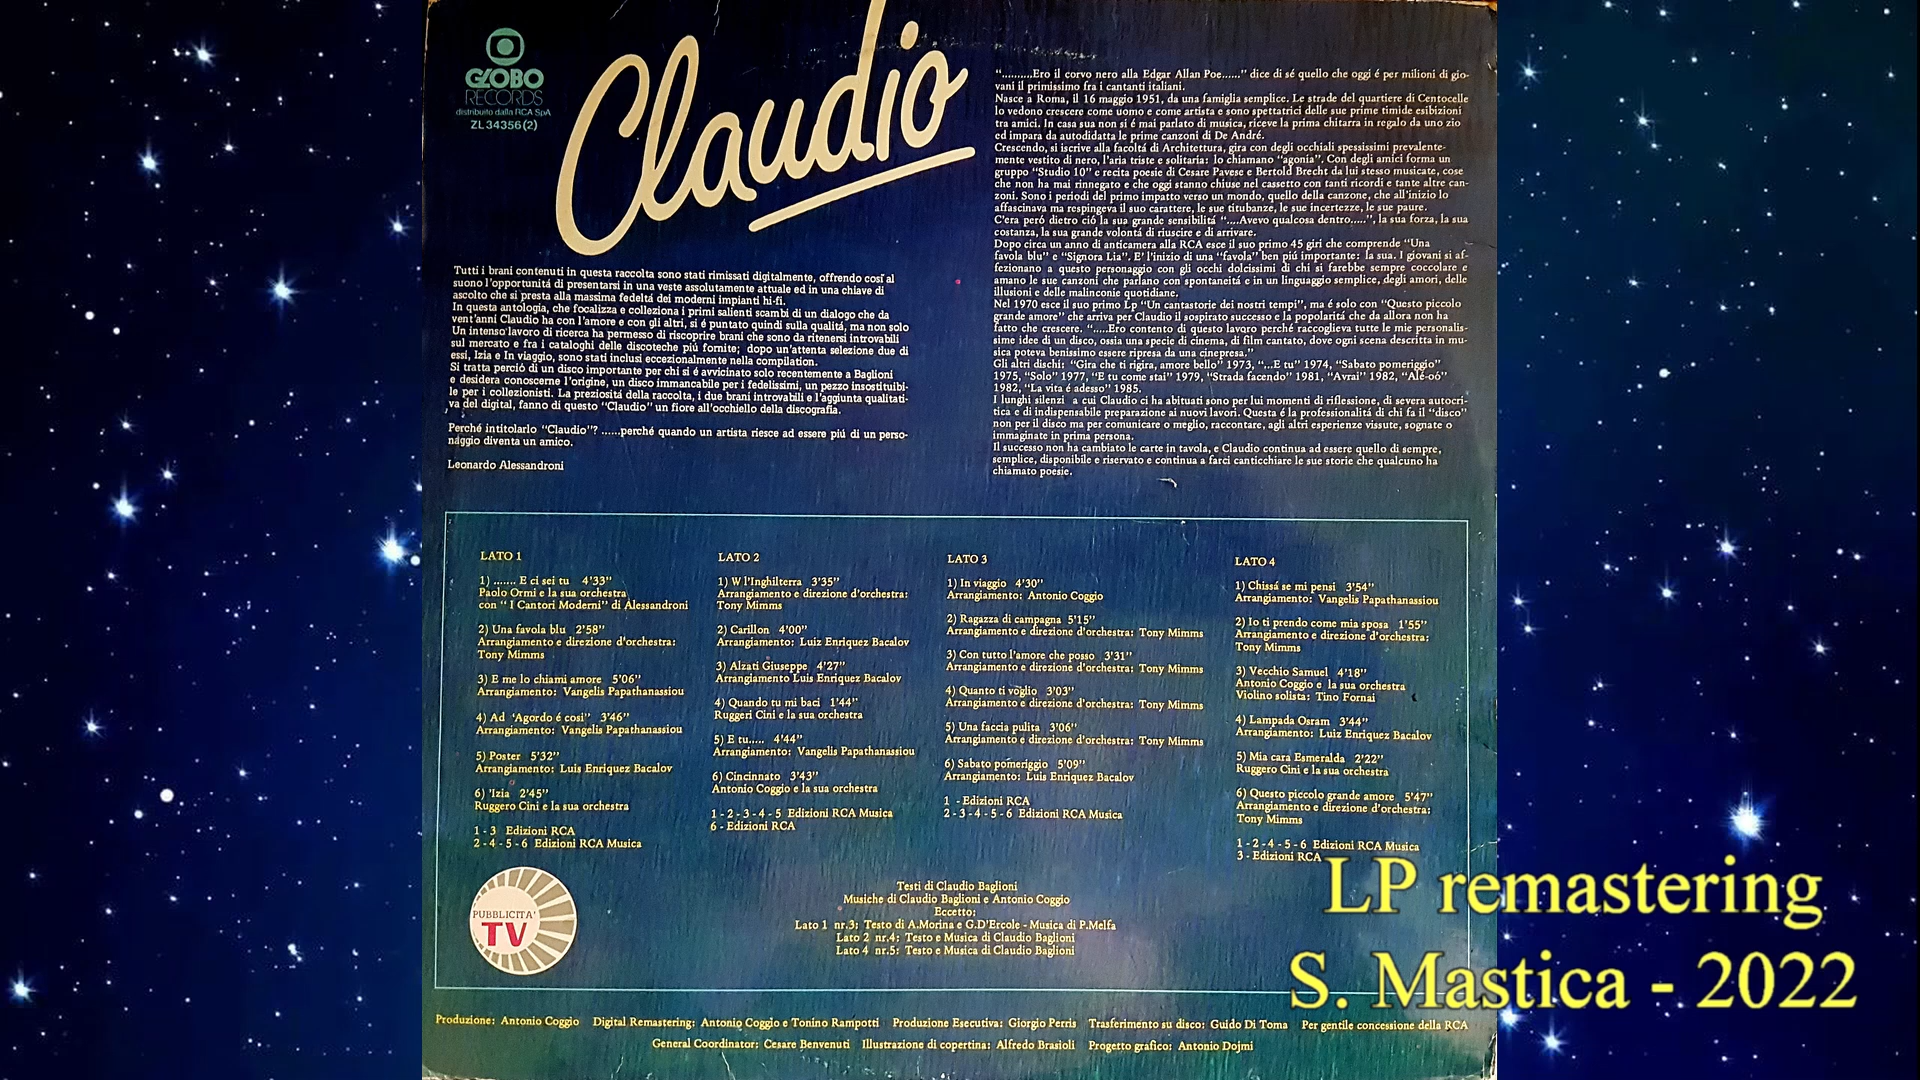 GLOBO
RECORDS
distribuito dalla RCA SpA
ZL 34356(2)
Claudio
Tutti i brani contenuti in questa raccolta sono stati rimissati digitalmente, offrendo così al
suono l'opportunitá di presentarsi in una veste assolutamente attuale ed in una chiave di
ascolto che si presta alla massima fedeltá dei moderni impianti hi-fi.
In questa antologia, che focalizza e colleziona i primi salienti scambi di un dialogo che da
vent'anni Claudio ha con l'amore e con gli altri, si é puntato quindi sulla qualitá, ma non solo
Un intenso lavoro di ricerca ha permesso di riscoprire brani che sono da ritenersi introvabili
sul mercato e fra i cataloghi delle discoteche piú fornite; dopo un'attenta selezione due di
essi, Izia e In viaggio, sono stati inclusi eccezionalmente nella compilation.
Si tratta perció di un disco importante per chi si é avvicinato solo recentemente a Baglioni
e desidera conoscerne l'origine, un disco immancabile per i fedelissimi, un pezzo insostituibi-
le per i collezionisti. La preziositá della raccolta, i due brani introvabili e l'aggiunta qualitati-
va del digital, fanno di questo "Claudio" un fiore all'occhiello della discografia.
Perché intitolarlo "Claudio"? ......perché quando un artista riesce ad essere piú di un perso-
naggio diventa un amico.
Leonardo Alessandroni
"..........Ero il corvo nero alla Edgar Allan Poe......" dice di sé quello che oggi é per milioni di gio-
vani il primissimo fra i cantanti italiani.
Nasce a Roma, il 16 maggio 1951, da una famiglia semplice. Le strade del quartiere di Centocelle
lo vedono crescere come uomo e come artista e sono spettatrici delle sue prime timide esibizioni
tra amici. In casa sua non si é mai parlato di musica, riceve la prima chitarra in regalo da uno zio
ed impara da autodidatta le prime canzoni di De André.
Crescendo, si iscrive alla facoltá di Architettura, gira con degli occhiali spessissimi prevalente-
mente vestito di nero, l'aria triste e solitaria: lo chiamano "agonia". Con degli amici forma un
gruppo "Studio 10" e recita poesie di Cesare Pavese e Bertold Brecht da lui stesso musicate, cose
che non ha mai rinnegato e che oggi stanno chiuse nel cassetto con tanti ricordi e tante altre can-
zoni. Sono i periodi del primo impatto verso un mondo, quello della canzone, che all'inizio lo
affascinava ma respingeva il suo carattere, le sue titubanze, le sue incertezze, le sue paure.
C'era peró dietro ció la sua grande sensibilitá "....Avevo qualcosa dentro.....", la sua forza, la sua
costanza, la sua grande volontá di riuscire e di arrivare.
Dopo circa un anno di anticamera alla RCA esce il suo primo 45 giri che comprende "Una
favola blu" e "Signora Lia". E' l'inizio di una "favola" ben piú importante: la sua. I giovani si af-
fezionano a questo personaggio con gli occhi dolcissimi di chi si farebbe sempre coccolare e
amano le sue canzoni che parlano con spontaneitá e in un linguaggio semplice, degli amori, delle
illusioni e delle malinconie quotidiane.
Nel 1970 esce il suo primo Lp "Un cantastorie dei nostri tempi", ma é solo con "Questo piccolo
grande amore" che arriva per Claudio il sospirato successo e la popolaritá che da allora non ha
fatto che crescere. ".....Ero contento di questo lavoro perché raccoglieva tutte le mie personalis-
sime idee di un disco, ossia una specie di cinema, di film cantato, dove ogni scena descritta in mu-
sica poteva benissimo essere ripresa da una cinepresa."
Gli altri dischi: "Gira che ti rigira, amore bello" 1973, "...E tu" 1974, "Sabato pomeriggio"
1975, "Solo" 1977, "E tu come stai" 1979, "Strada facendo" 1981, "Avrai" 1982, "Alé-oó"
1982, "La vita é adesso" 1985.
I lunghi silenzi a cui Claudio ci ha abituati sono per lui momenti di riflessione, di severa autocri-
tica e di indispensabile preparazione ai nuovi lavori. Questa é la professionalitá di chi fa il "disco"
non per il disco ma per comunicare o meglio, raccontare, agli altri esperienze vissute, sognate o
immaginate in prima persona.
Il successo non ha cambiato le carte in tavola, e Claudio continua ad essere quello di sempre,
semplice, disponibile e riservato e continua a farci canticchiare le sue storie che qualcuno ha
chiamato poesie.
LATO 1
1) ....... E ci sei tu 4'33"
Paolo Ormi e la sua orchestra
con " I Cantori Moderni" di Alessandroni
2) Una favola blu 2'58"
Arrangiamento e direzione d'orchestra:
Tony Mimms
3) E me lo chiami amore 5'06"
Arrangiamento: Vangelis Papathanassiou
4) Ad 'Agordo é cosi" 3'46"
Arrangiamento: Vangelis Papathanassiou
5) Poster 5'32"
Arrangiamento: Luis Enriquez Bacalov
6) 'Izia 2'45"
Ruggero Cini e la sua orchestra
1 - 3 Edizioni RCA
2 - 4 - 5 - 6 Edizioni RCA Musica
LATO 2
1) W l'Inghilterra 3'35"
Arrangiamento e direzione d'orchestra:
Tony Mimms
2) Carillon 4'00"
Arrangiamento: Luiz Enriquez Bacalov
3) Alzati Giuseppe 4'27"
Arrangiamento Luis Enriquez Bacalov
4) Quando tu mi baci 1'44"
Ruggeri Cini e la sua orchestra
5) E tu..... 4'44"
Arrangiamento: Vangelis Papathanassiou
6) Cincinnato 3'43"
Antonio Coggio e la sua orchestra
1 - 2 - 3 - 4 - 5 Edizioni RCA Musica
6 - Edizioni RCA
LATO 3
1) In viaggio 4'30"
Arrangiamento: Antonio Coggio
2) Ragazza di campagna 5'15"
Arrangiamento e direzione d'orchestra: Tony Mimms
3) Con tutto l'amore che posso 3'31"
Arrangiamento e direzione d'orchestra: Tony Mimms
4) Quanto ti voglio 3'03"
Arrangiamento e direzione d'orchestra: Tony Mimms
5) Una faccia pulita 3'06"
Arrangiamento e direzione d'orchestra: Tony Mimms
6) Sabato pomeriggio 5'09"
Arrangiamento: Luis Enriquez Bacalov
1 - Edizioni RCA
2 - 3 - 4 - 5 - 6 Edizioni RCA Musica
LATO 4
1) Chissá se mi pensi 3'54"
Arrangiamento: Vangelis Papathanassiou
2) Io ti prendo come mia sposa 1'55"
Arrangiamento e direzione d'orchestra:
Tony Mimms
3) Vecchio Samuel 4'18"
Antonio Coggio e la sua orchestra
Violino solista: Tino Fornai
4) Lampada Osram 3'44"
Arrangiamento: Luiz Enriquez Bacalov
5) Mia cara Esmeralda 2'22"
Ruggero Cini e la sua orchestra
6) Questo piccolo grande amore 5'47"
Arrangiamento e direzione d'orchestra:
Tony Mimms
1 - 2 - 4 - 5 - 6 Edizioni RCA Musica
3 - Edizioni RCA
PUBBLICITA'
TV
Testi di Claudio Baglioni
Musiche di Claudio Baglioni e Antonio Coggio
Eccetto:
Lato 1 nr.3: Testo di A.Morina e G.D'Ercole - Musica di P.Melfa
Lato 2 nr.4: Testo e Musica di Claudio Baglioni
Lato 4 nr.5: Testo e Musica di Claudio Baglioni
LP remastering
S. Mastica - 2022
Produzione: Antonio Coggio Digital Remastering: Antonio Coggio e Tonino Rampotti Produzione Esecutiva: Giorgio Perris Trasferimento su disco: Guido Di Toma Per gentile concessione della RCA
General Coordinator: Cesare Benvenuti Illustrazione di copertina: Alfredo Brasioli Progetto grafico: Antonio Dojmi